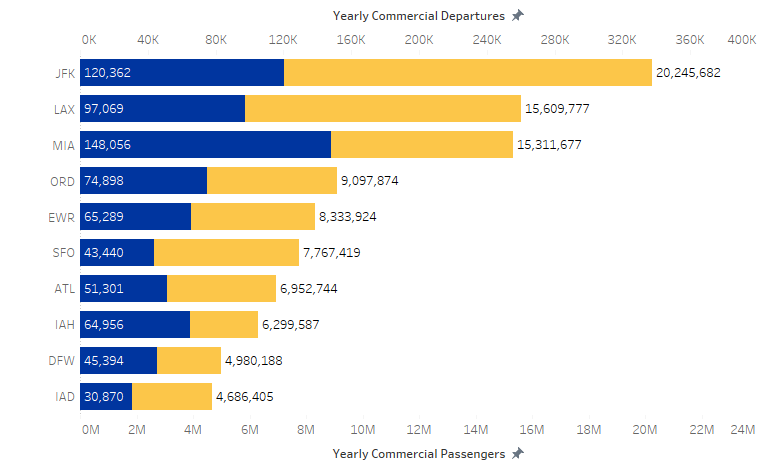 Yearly Commercial Departures
0K 40K 80K 120K 160K 200K 240K 280K 320K 360K 400K
JFK 120,362 20,245,682
LAX 97,069 15,609,777
MIA 148,056 15,311,677
ORD 74,898 9,097,874
EWR 65,289 8,333,924
SFO 43,440 7,767,419
ATL 51,301 6,952,744
IAH 64,956 6,299,587
DFW 45,394 4,980,188
IAD 30,870 4,686,405
0M 2M 4M 6M 8M 10M 12M 14M 16M 18M 20M 22M 24M
Yearly Commercial Passengers